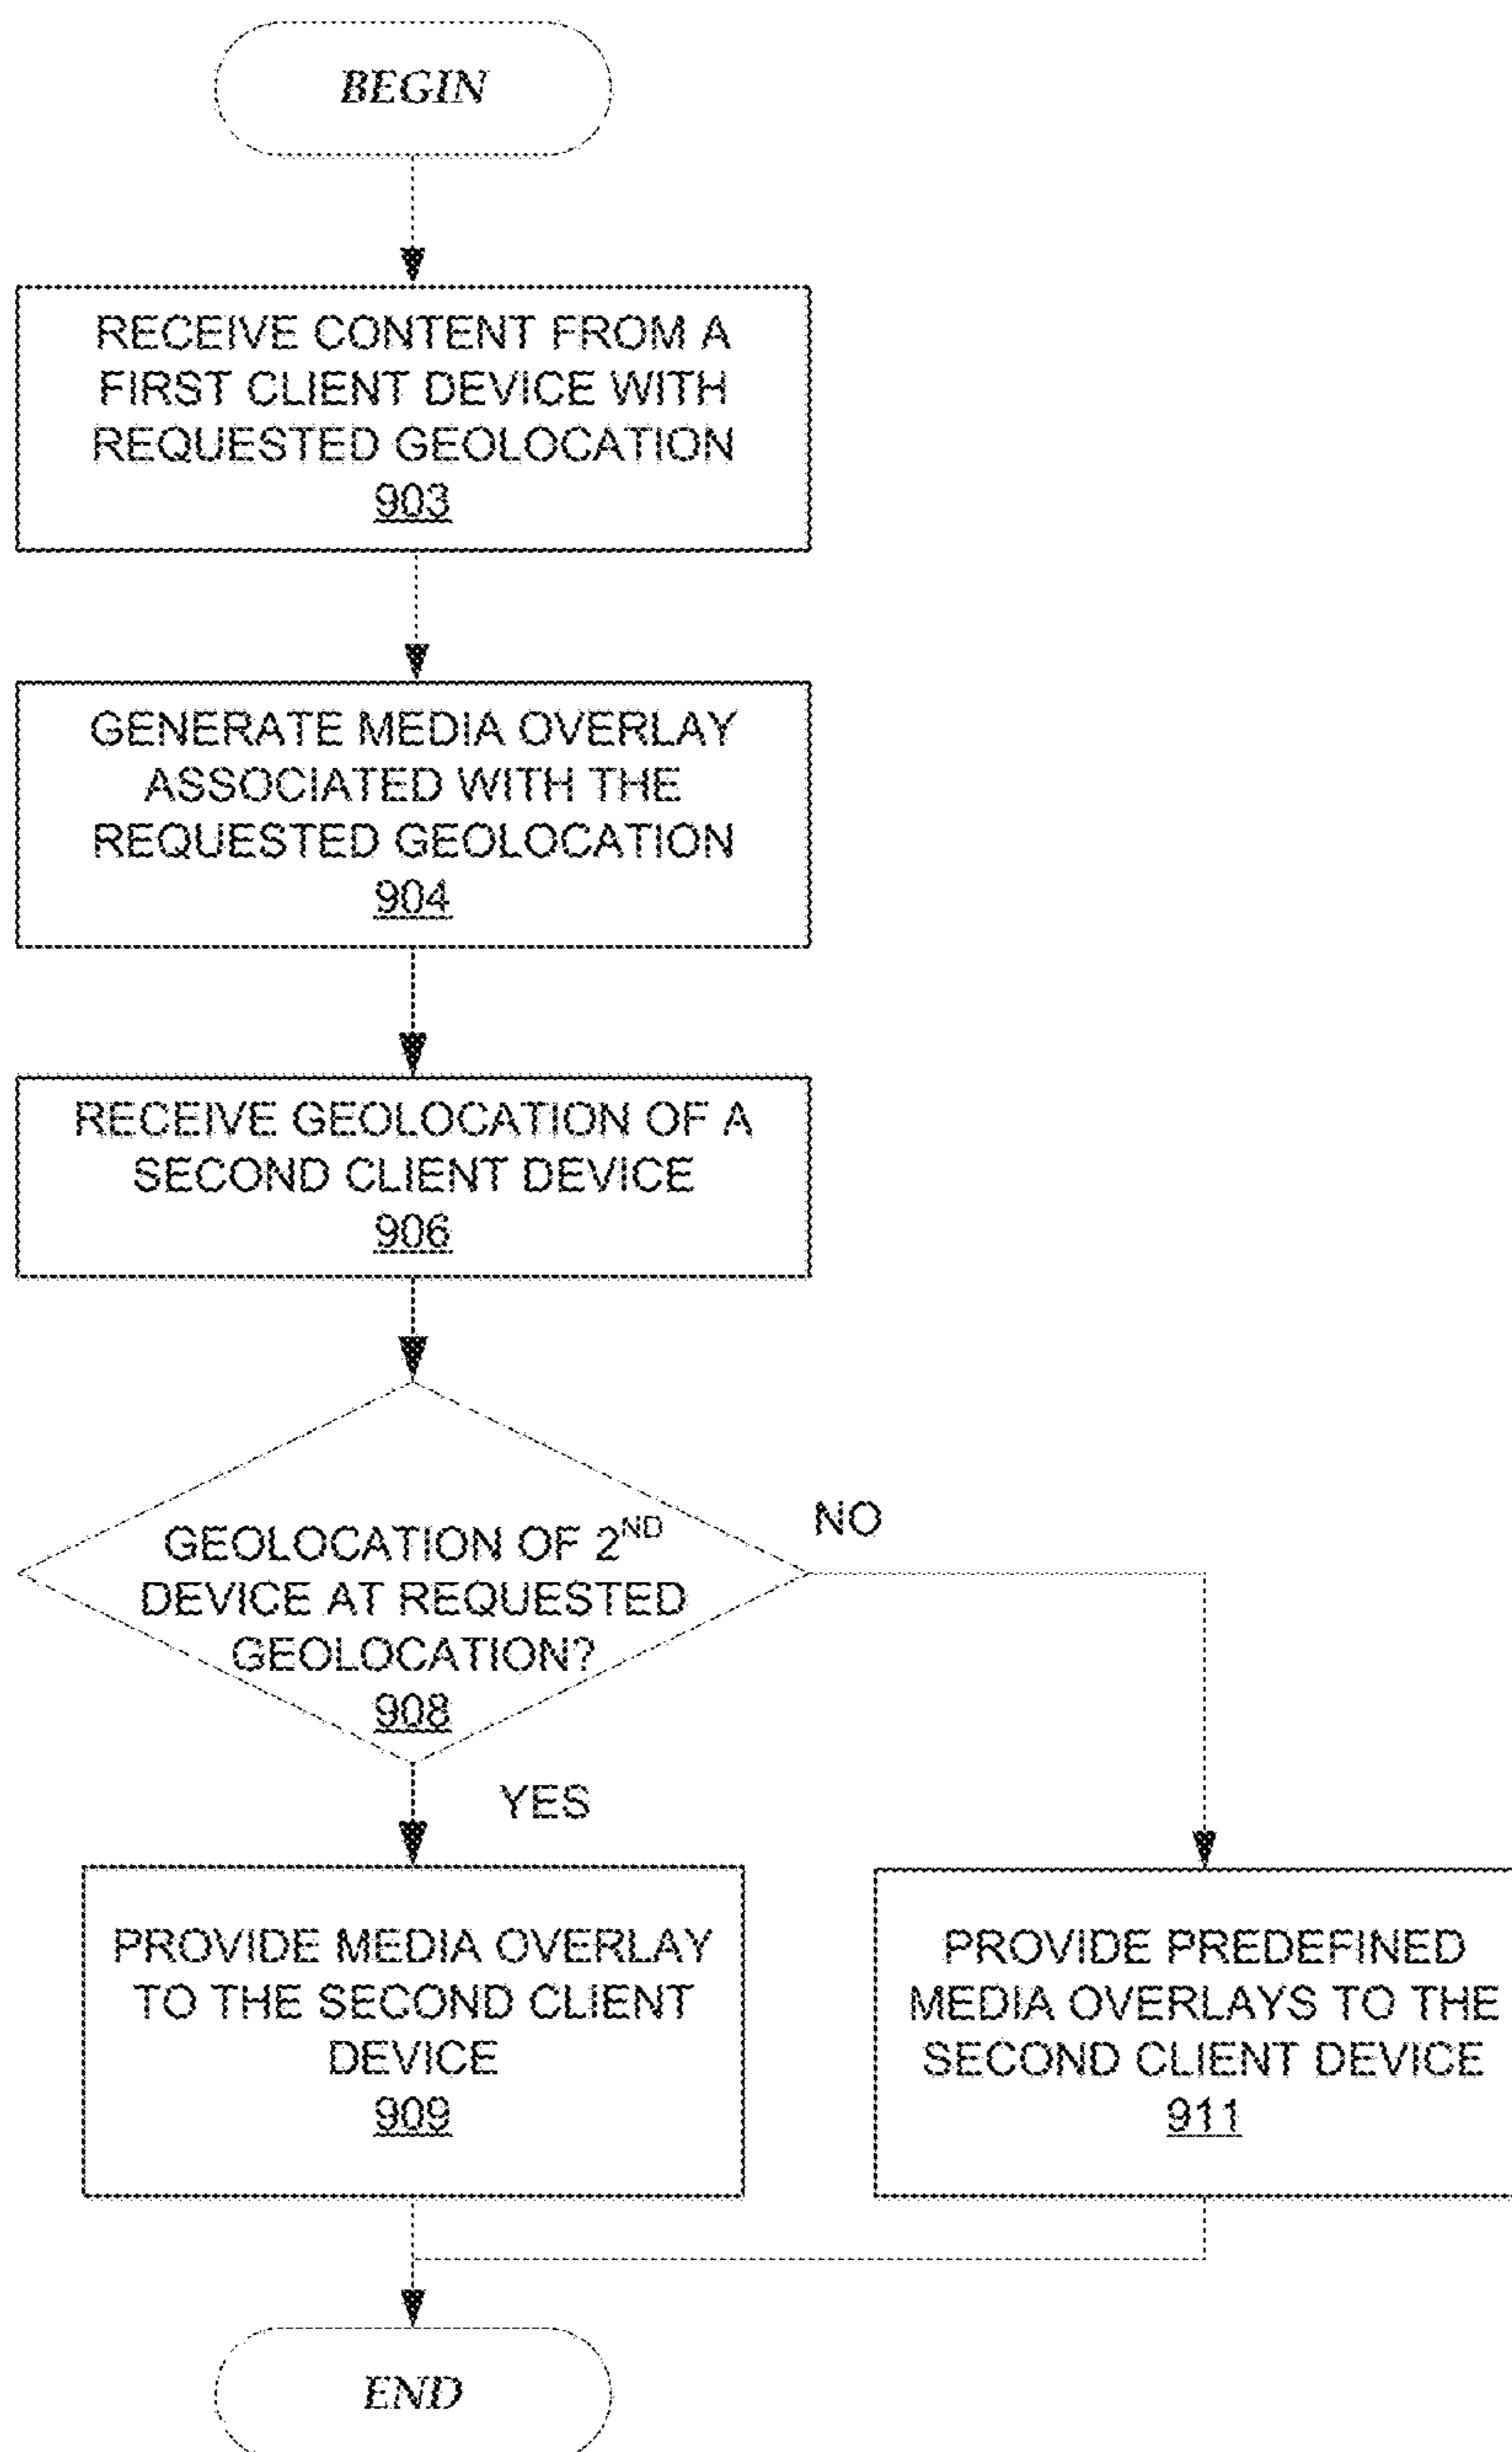 BEGIN
RECEIVE CONTENT FROM A
FIRST CLIENT DEVICE WITH
REQUESTED GEOLOCATION
903
GENERATE MEDIA OVERLAY
ASSOCIATED WITH THE
REQUESTED GEOLOCATION
904
RECEIVE GEOLOCATION OF A
SECOND CLIENT DEVICE
906
GEOLOCATION OF 2ND
DEVICE AT REQUESTED
GEOLOCATION?
908
NO
YES
PROVIDE MEDIA OVERLAY
TO THE SECOND CLIENT
DEVICE
909
PROVIDE PREDEFINED
MEDIA OVERLAYS TO THE
SECOND CLIENT DEVICE
911
END